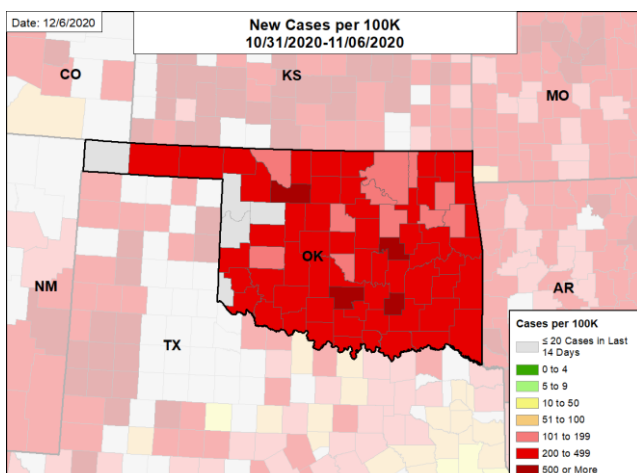 Date: 12/6/2020
New Cases per 100K
10/31/2020-11/06/2020
CO
KS
MO
OK
NM
AR
TX
Cases per 100K
≤ 20 Cases in Last
14 Days
0 to 4
5 to 9
10 to 50
51 to 100
101 to 199
200 to 499
500 or More